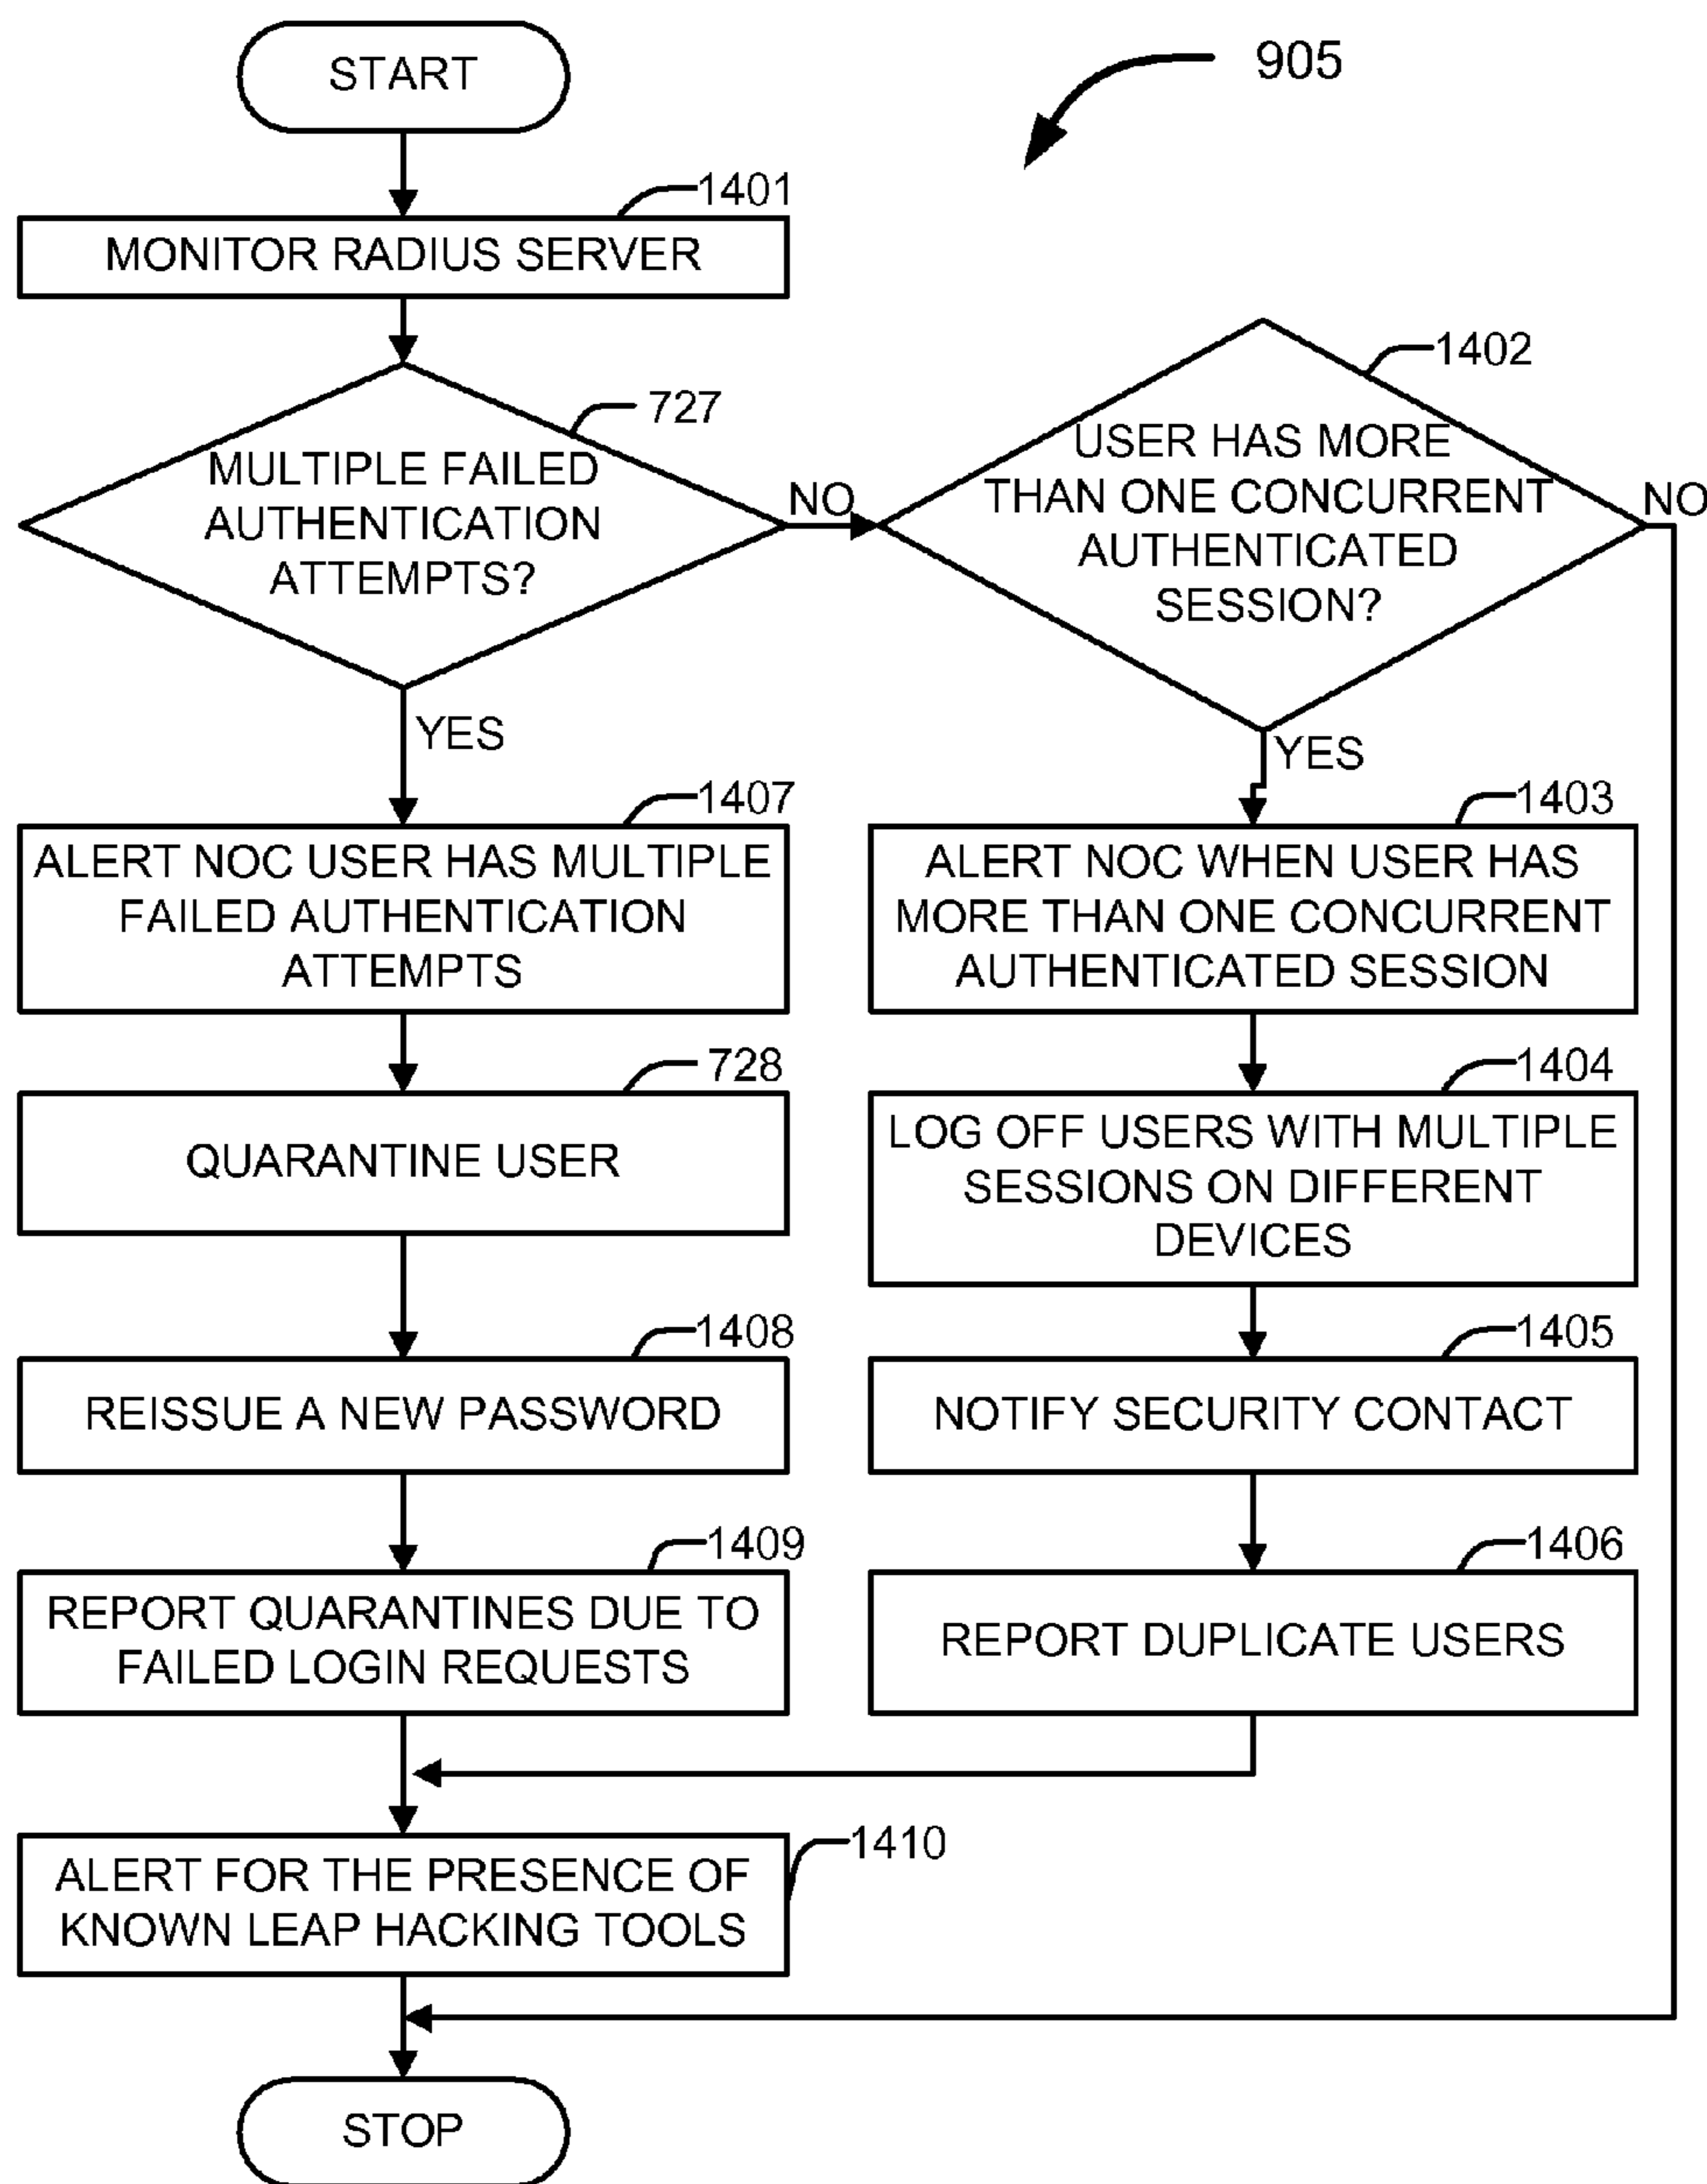 START
905
1401
MONITOR RADIUS SERVER
727
MULTIPLE FAILED
AUTHENTICATION
ATTEMPTS?
NO
1402
USER HAS MORE
THAN ONE CONCURRENT
AUTHENTICATED
SESSION?
NO
YES
YES
1407
ALERT NOC USER HAS MULTIPLE
FAILED AUTHENTICATION
ATTEMPTS
1403
ALERT NOC WHEN USER HAS
MORE THAN ONE CONCURRENT
AUTHENTICATED SESSION
728
QUARANTINE USER
1404
LOG OFF USERS WITH MULTIPLE
SESSIONS ON DIFFERENT
DEVICES
1408
REISSUE A NEW PASSWORD
1405
NOTIFY SECURITY CONTACT
1409
REPORT QUARANTINES DUE TO
FAILED LOGIN REQUESTS
1406
REPORT DUPLICATE USERS
1410
ALERT FOR THE PRESENCE OF
KNOWN LEAP HACKING TOOLS
STOP